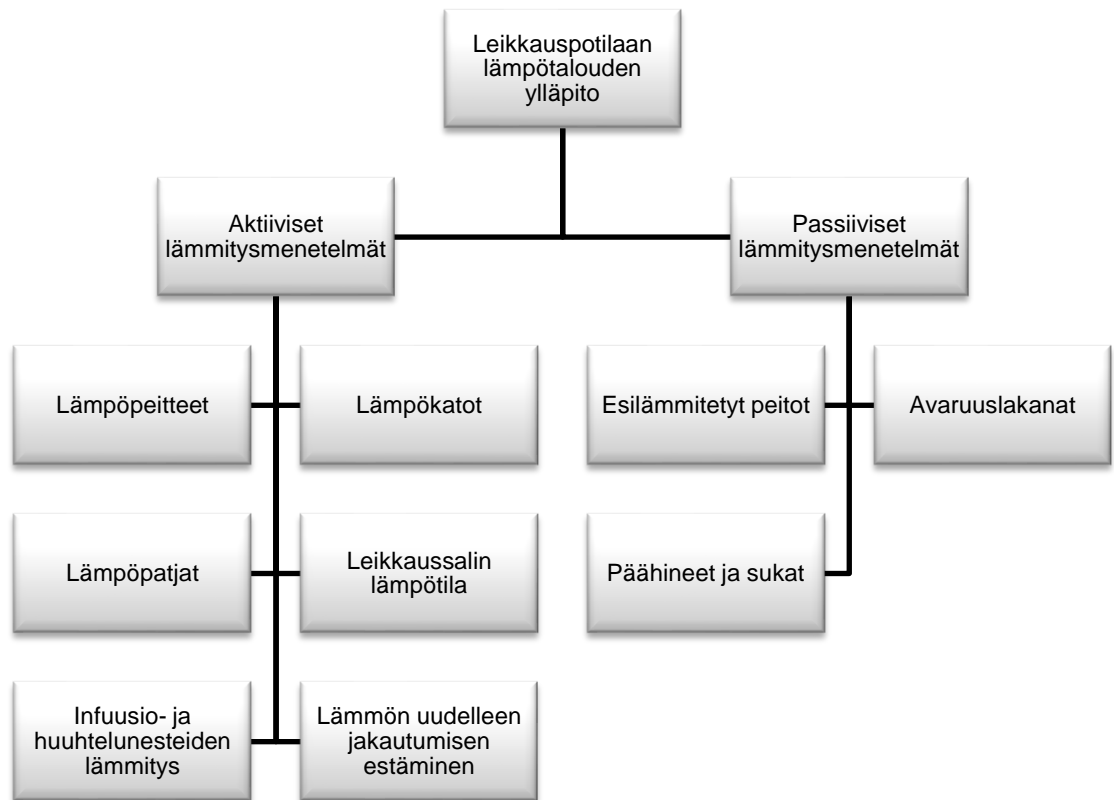 Leikkauspotilaan
lämpötalouden
ylläpito
Aktiiviset
lämmitysmenetelmät
Passiiviset
lämmitysmenetelmät
Lämpöpeitteet
Lämpökatot
Esilämmitetyt peitot
Avaruuslakanat
Lämpöpatjat
Leikkaussalin
lämpötila
Päähineet ja sukat
Infuusio- ja
huuhtelunesteiden
lämmitys
Lämmön uudelleen
jakautumisen
estäminen